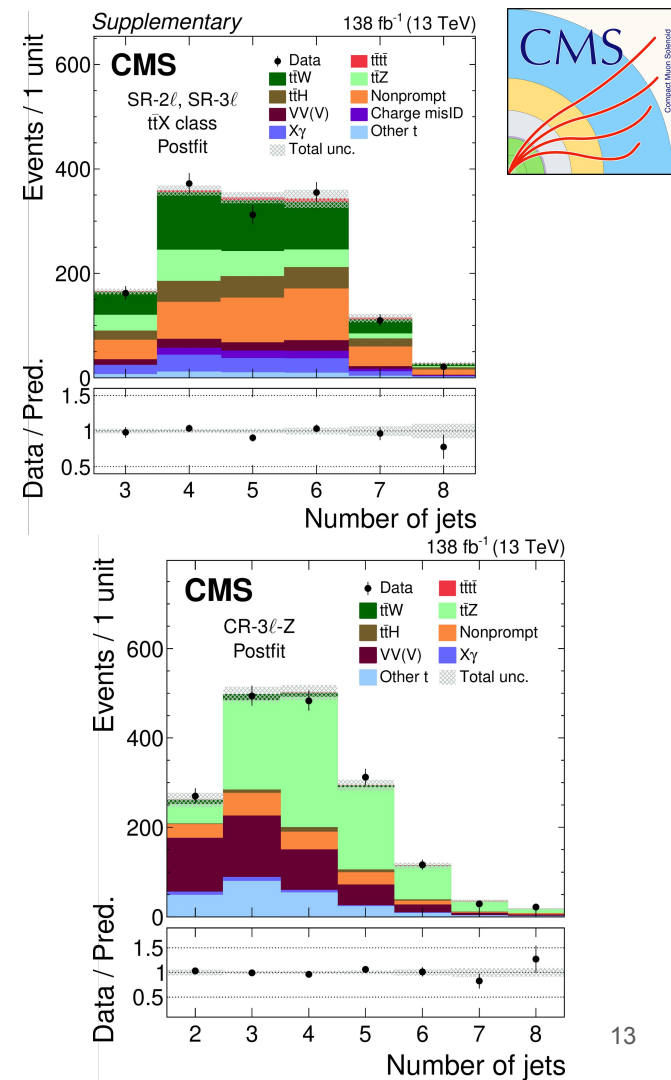 Supplementary 138 fb⁻¹ (13 TeV)
CMS
SR-2ℓ, SR-3ℓ
tt̄X class
Postfit
Data tt̄tt̄
tt̄W tt̄Z
tt̄H Nonprompt
VV(V) Charge misID
Xγ Other t
Total unc.
Events / 1 unit
600
400
200
0
Data / Pred.
1.5
1
0.5
3 4 5 6 7 8
Number of jets
CMS
Compact Muon Solenoid
138 fb⁻¹ (13 TeV)
CMS
CR-3ℓ-Z
Postfit
Data tt̄tt̄
tt̄W tt̄Z
tt̄H Nonprompt
VV(V) Xγ
Other t Total unc.
Events / 1 unit
600
400
200
0
Data / Pred.
1.5
1
0.5
2 3 4 5 6 7 8
Number of jets
13